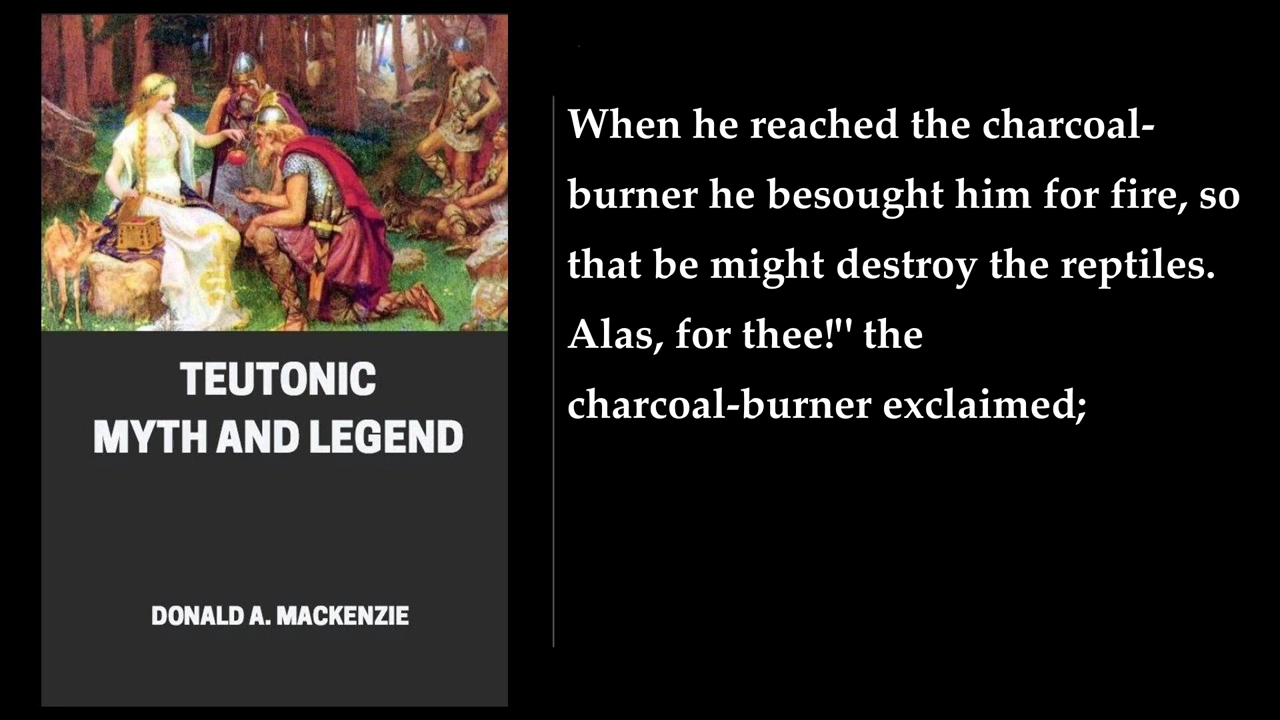 TEUTONIC
MYTH AND LEGEND
DONALD A. MACKENZIE
When he reached the charcoal-
burner he besought him for fire, so
that be might destroy the reptiles.
Alas, for thee!" the
charcoal-burner exclaimed;